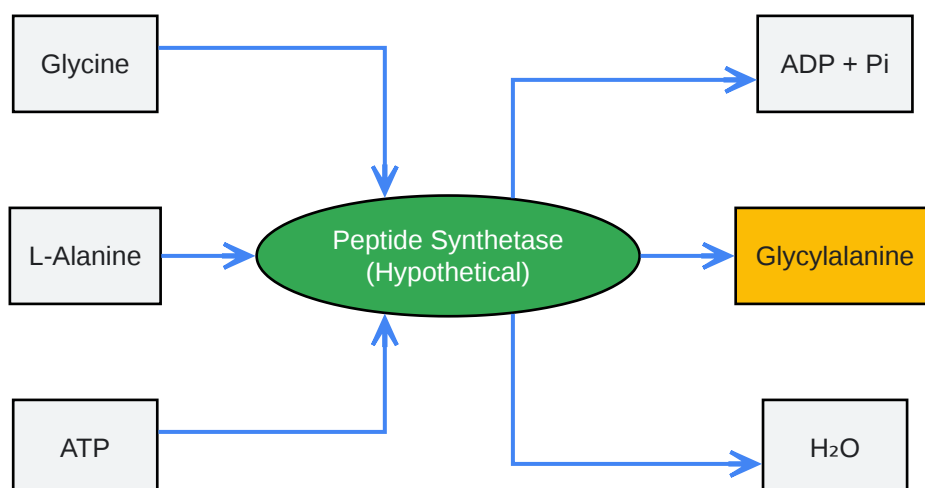 Glycine
ADP + Pi
L-Alanine
Peptide Synthetase
(Hypothetical)
Glycylalanine
ATP
H₂O